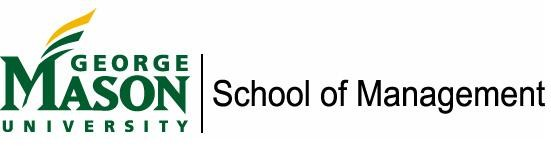 GEORGE
MASON
UNIVERSITY
School of Management